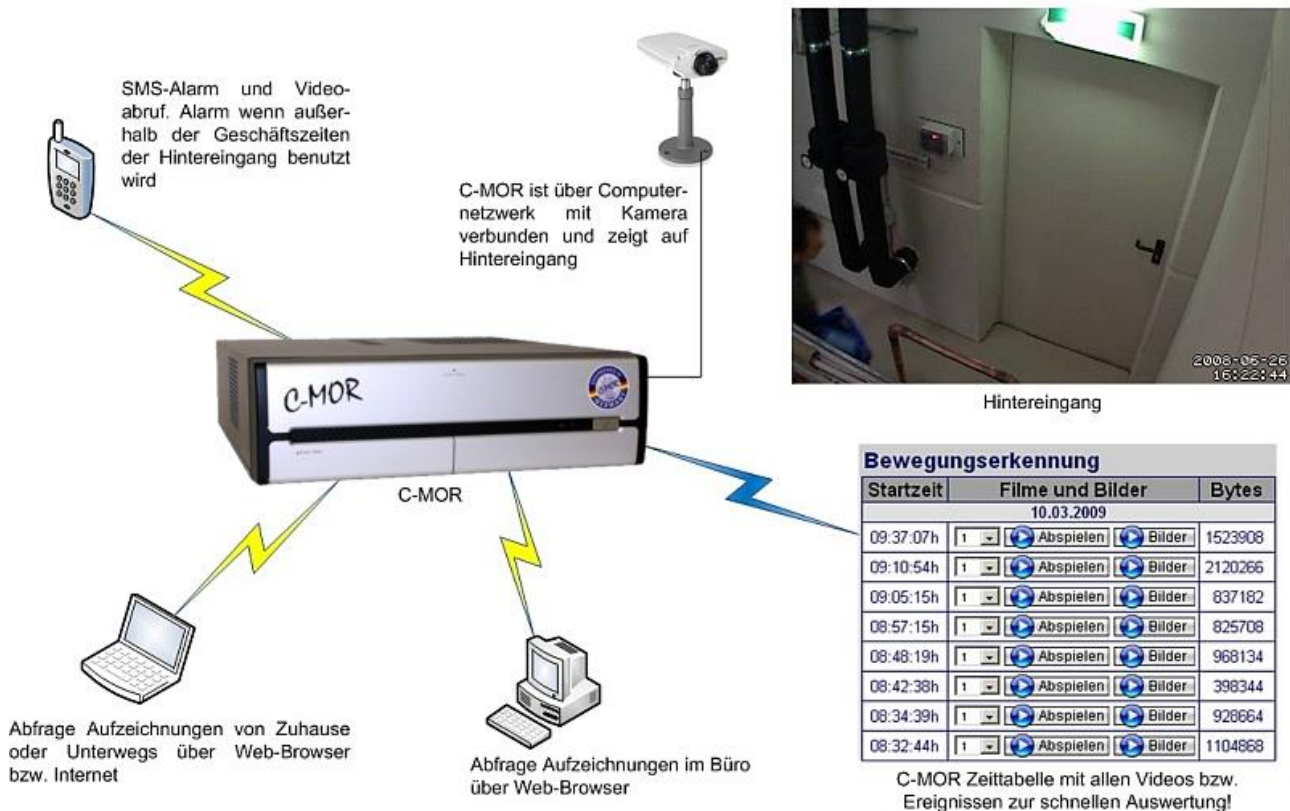 SMS-Alarm und Video-
abruf. Alarm wenn außer-
halb der Geschäftszeiten
der Hintereingang benutzt
wird
C-MOR ist über Computer-
netzwerk mit Kamera
verbunden und zeigt auf
Hintereingang
2008-06-26
16:22:44
Hintereingang
C-MOR
C-MOR
C-MOR
Abfrage Aufzeichnungen von Zuhause
oder Unterwegs über Web-Browser
bzw. Internet
Abfrage Aufzeichnungen im Büro
über Web-Browser
Bewegungserkennung
Startzeit Filme und Bilder Bytes
10.03.2009
09:37:07h 1 Abspielen Bilder 1523908
09:10:54h 1 Abspielen Bilder 2120266
09:05:15h 1 Abspielen Bilder 837182
08:57:15h 1 Abspielen Bilder 825708
08:48:19h 1 Abspielen Bilder 968134
08:42:38h 1 Abspielen Bilder 398344
08:34:39h 1 Abspielen Bilder 928664
08:32:44h 1 Abspielen Bilder 1104868
C-MOR Zeittabelle mit allen Videos bzw.
Ereignissen zur schnellen Auswertung!